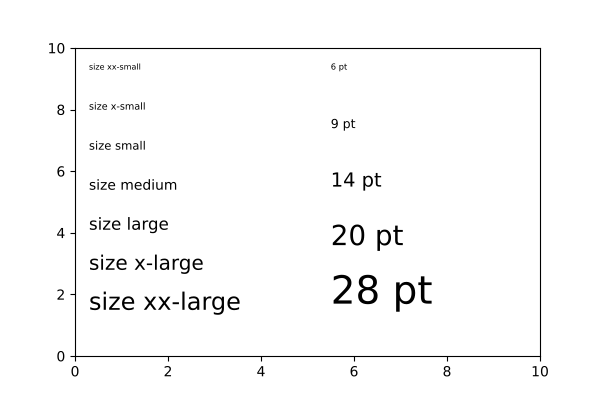 10
size xx-small
6 pt
size x-small
8
9 pt
size small
6
size medium
14 pt
size large
4
20 pt
size x-large
2
size xx-large
28 pt
0
0 2 4 6 8 10